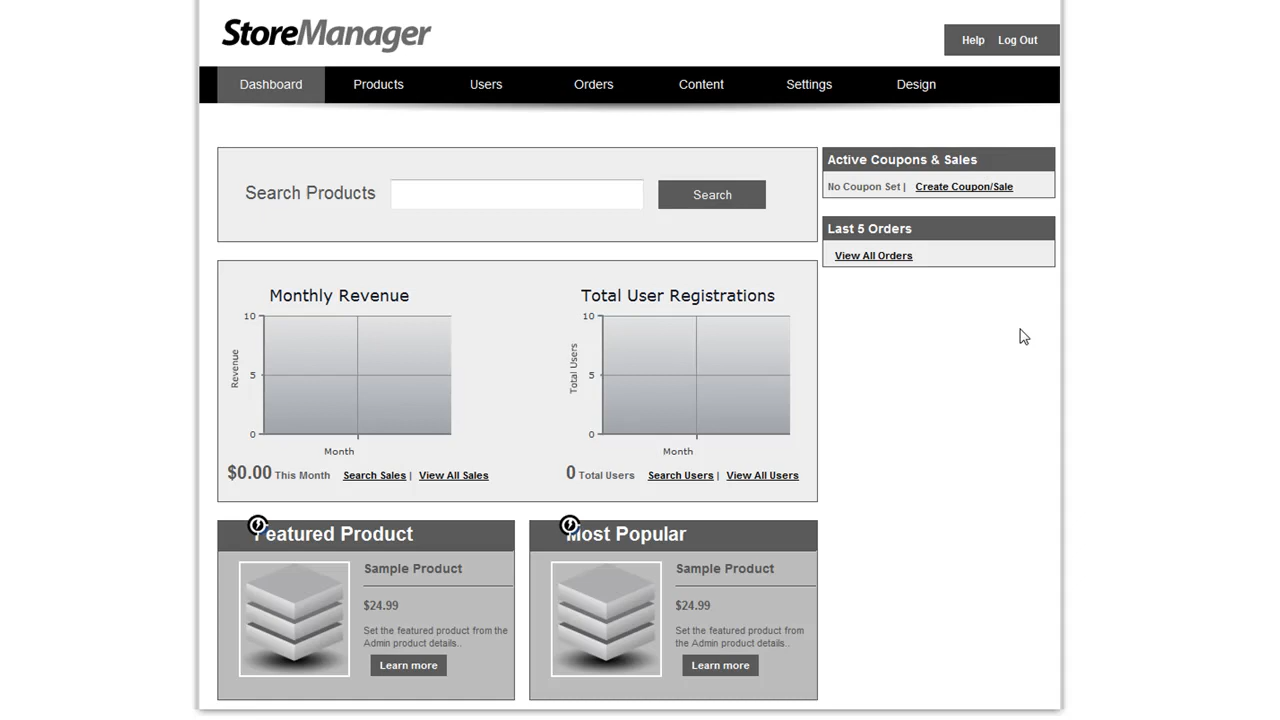 StoreManager
Help Log Out
Dashboard Products Users Orders Content Settings Design
Search Products Search
Active Coupons & Sales
No Coupon Set | Create Coupon/Sale
Last 5 Orders
View All Orders
Monthly Revenue
10
5
0
Revenue
Month
$0.00 This Month Search Sales | View All Sales
Total User Registrations
10
5
0
Total Users
Month
0 Total Users Search Users | View All Users
Featured Product
Sample Product
$24.99
Set the featured product from the
Admin product details..
Learn more
Most Popular
Sample Product
$24.99
Set the featured product from
the Admin product details..
Learn more